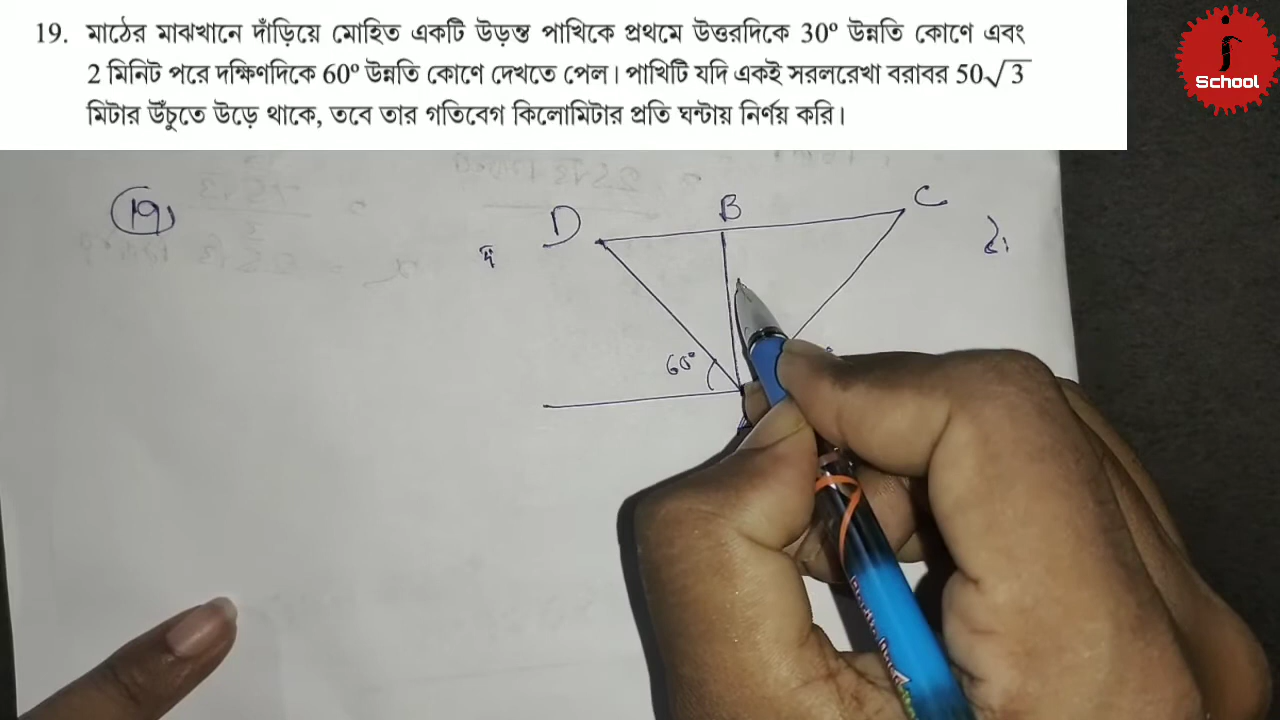 19. মাঠের মাঝখানে দাঁড়িয়ে মোহিত একটি উড়ন্ত পাখিকে প্রথমে উত্তরদিকে 30° উন্নতি কোণে এবং
2 মিনিট পরে দক্ষিণদিকে 60° উন্নতি কোণে দেখতে পেল। পাখিটি যদি একই সরলরেখা বরাবর 50√3
মিটার উঁচুতে উড়ে থাকে, তবে তার গতিবেগ কিলোমিটার প্রতি ঘন্টায় নির্ণয় করি।
School
19
D B C
60°